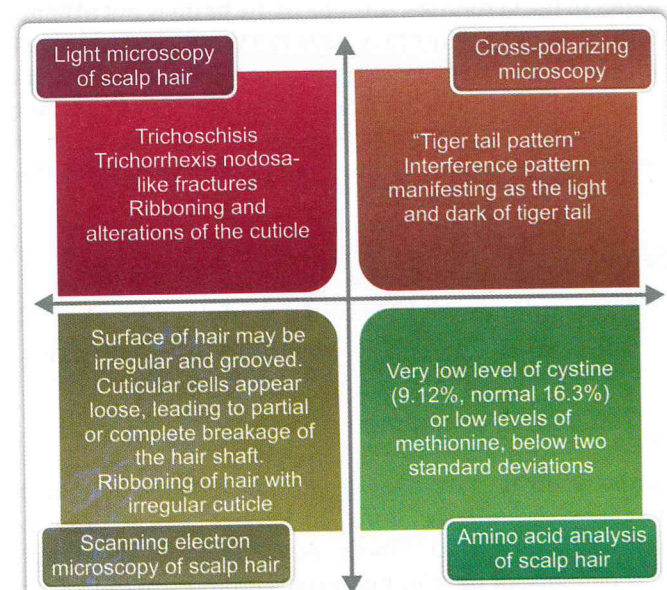 Light microscopy
of scalp hair
Trichoschisis
Trichorrhexis nodosa-
like fractures
Ribboning and
alterations of the cuticle
Cross-polarizing
microscopy
“Tiger tail pattern”
Interference pattern
manifesting as the light
and dark of tiger tail
Surface of hair may be
irregular and grooved.
Cuticular cells appear
loose, leading to partial
or complete breakage of
the hair shaft.
Ribboning of hair with
irregular cuticle
Scanning electron
microscopy of scalp hair
Very low level of cystine
(9.12%, normal 16.3%)
or low levels of
methionine, below two
standard deviations
Amino acid analysis
of scalp hair